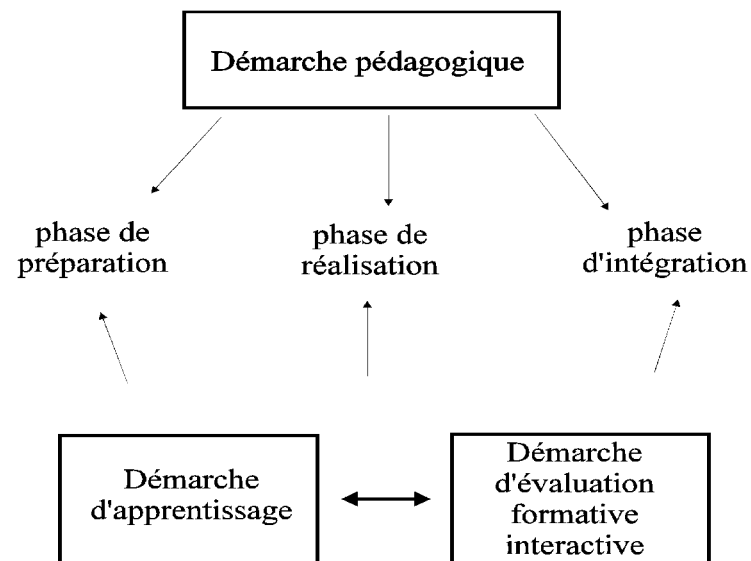 Démarche pédagogique
phase de
préparation
phase de
réalisation
phase
d'intégration
Démarche
d'apprentissage
Démarche
d'évaluation
formative
interactive